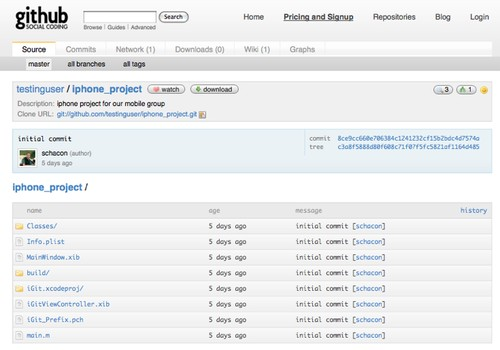 github
SOCIAL CODING
Search
Browse | Guides | Advanced
Home Pricing and Signup Repositories Blog Login
Source Commits Network (1) Downloads (0) Wiki (1) Graphs
master all branches all tags
testinguser / iphone_project watch download 3 1
Description: iphone project for our mobile group
Clone URL: git://github.com/testinguser/iphone_project.git
initial commit
schacon (author)
5 days ago
commit 8ce9cc660e706384c1241232cf15b2bdc4d7574a
tree c3a8f5888d80f608c71f07f5fc5821af1164d485
iphone_project /
name age message history
Classes/ 5 days ago initial commit [schacon]
Info.plist 5 days ago initial commit [schacon]
MainWindow.xib 5 days ago initial commit [schacon]
build/ 5 days ago initial commit [schacon]
iGit.xcodeproj/ 5 days ago initial commit [schacon]
iGitViewController.xib 5 days ago initial commit [schacon]
iGit_Prefix.pch 5 days ago initial commit [schacon]
main.m 5 days ago initial commit [schacon]